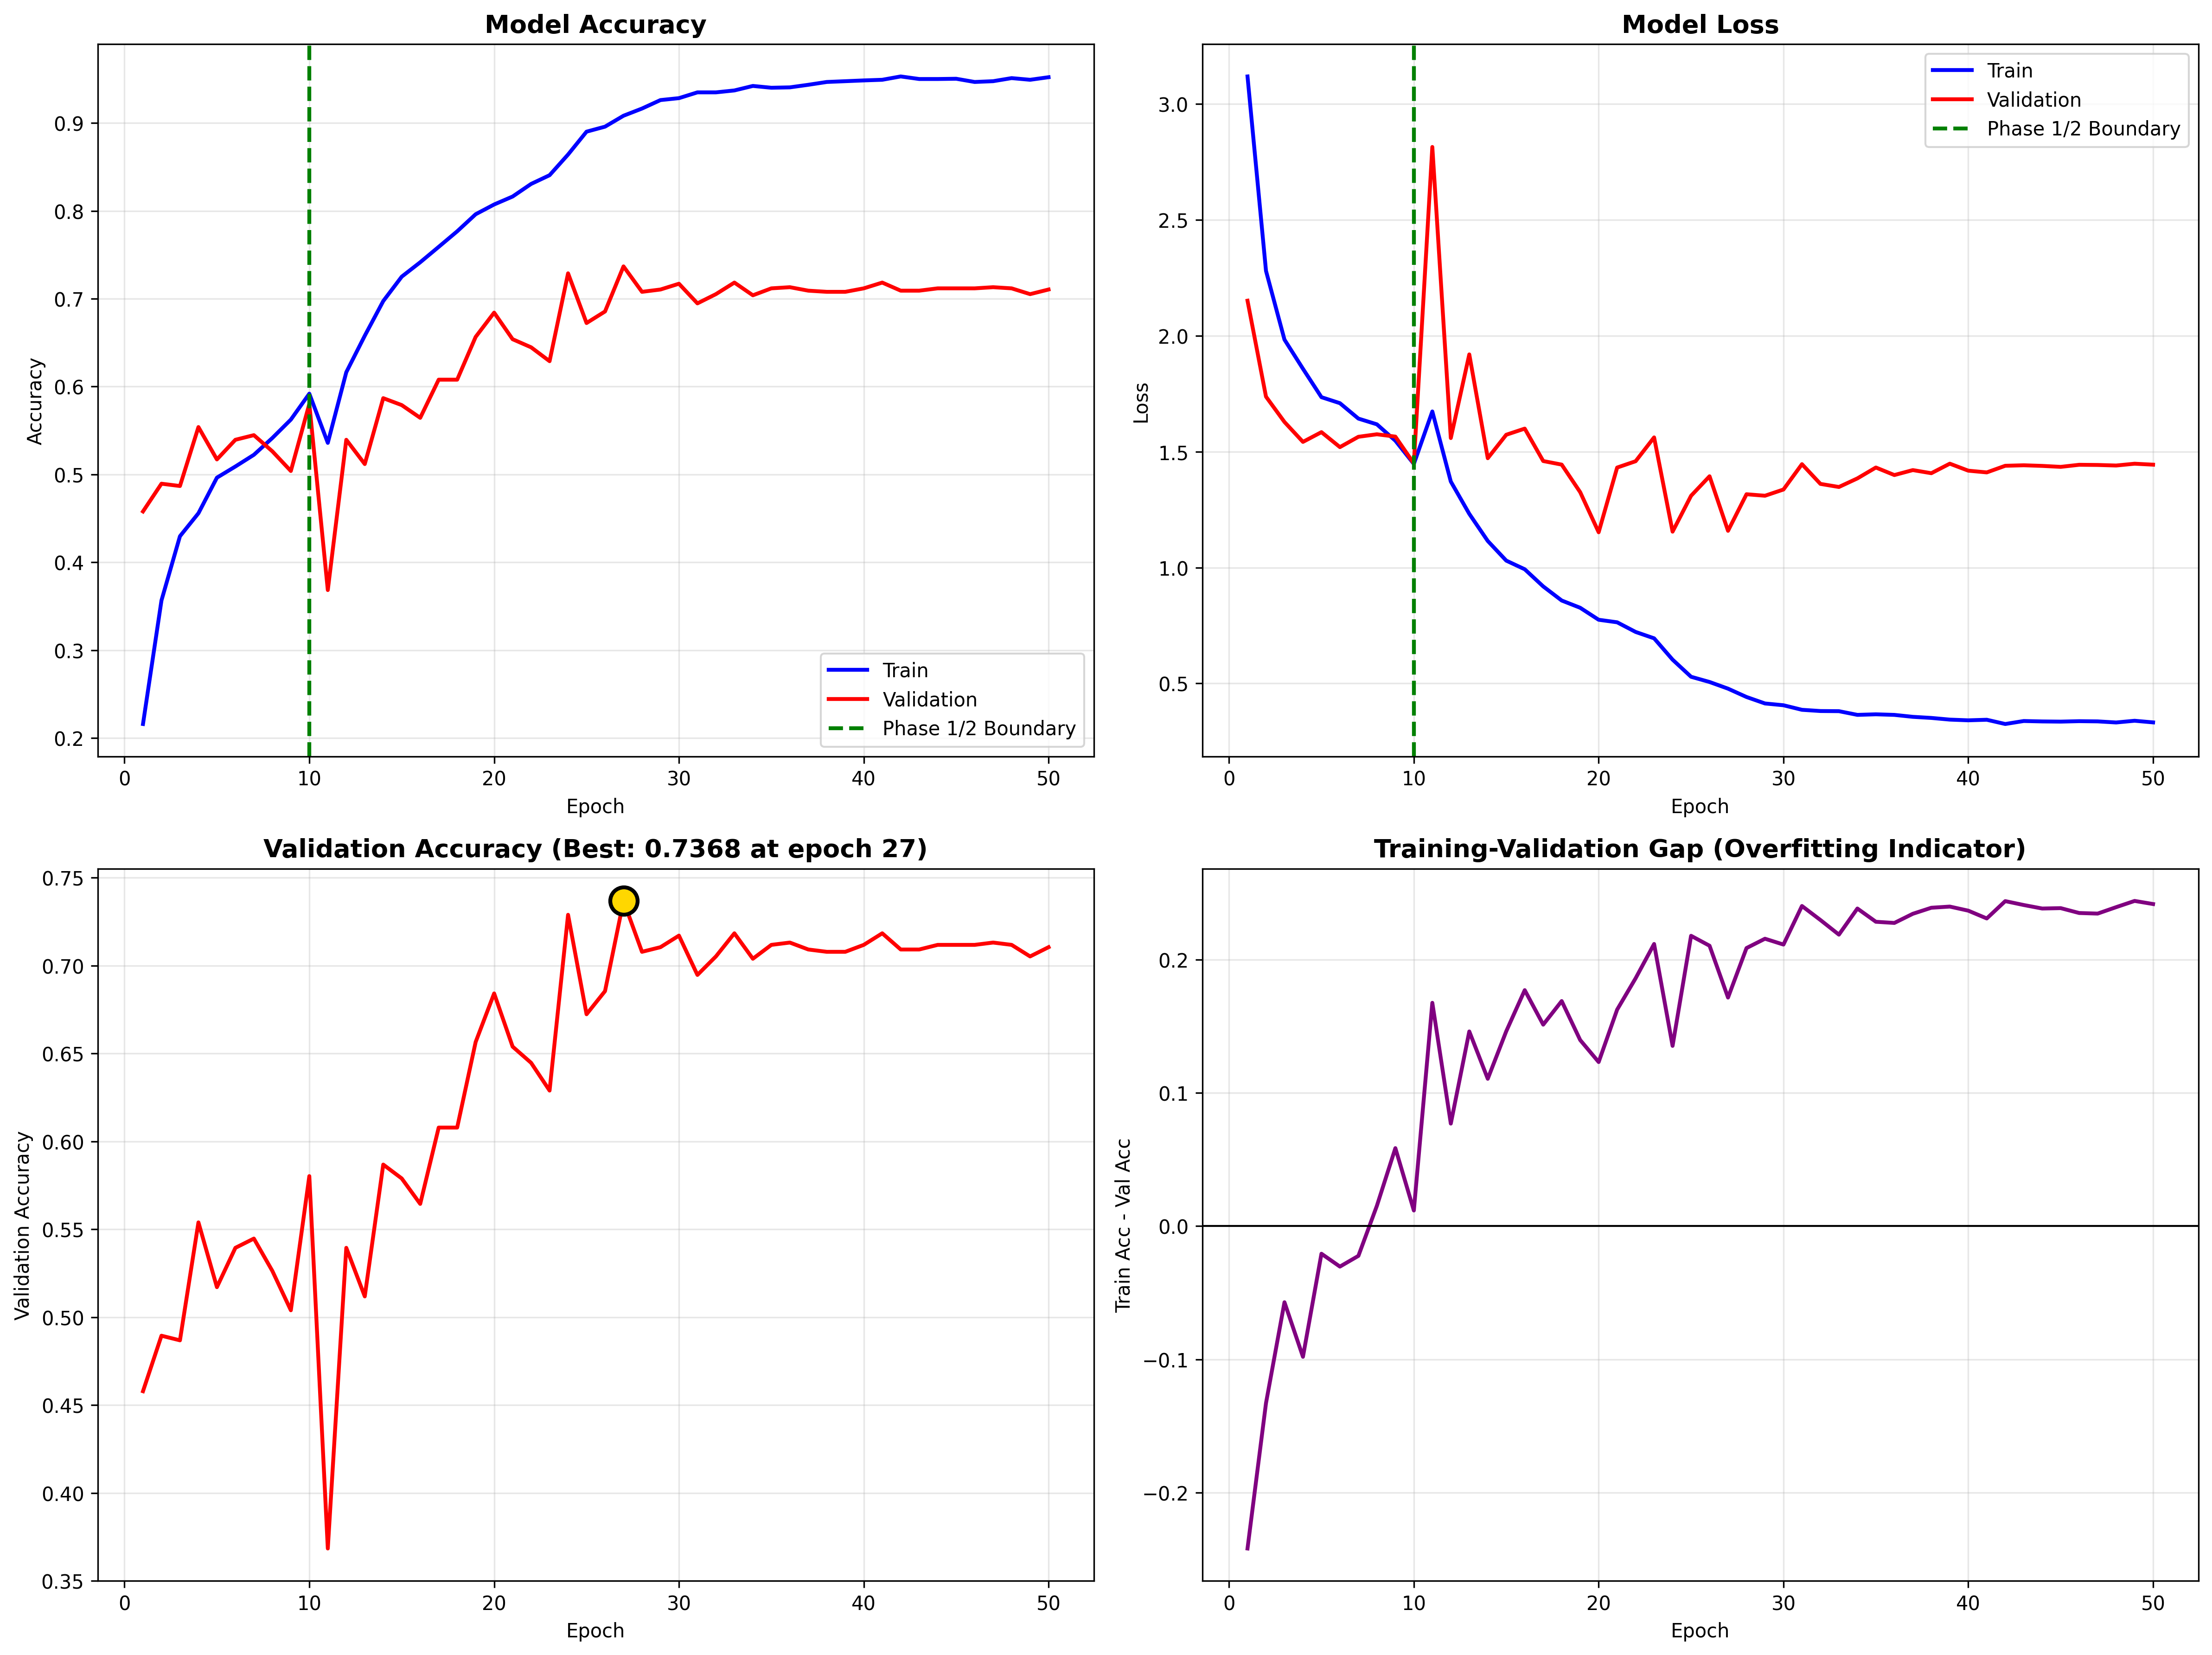 Model Accuracy
Accuracy
0.9
0.8
0.7
0.6
0.5
0.4
0.3
0.2
Train
Validation
Phase 1/2 Boundary
0 10 20 30 40 50
Epoch
Model Loss
Loss
3.0
2.5
2.0
1.5
1.0
0.5
Train
Validation
Phase 1/2 Boundary
0 10 20 30 40 50
Epoch
Validation Accuracy (Best: 0.7368 at epoch 27)
Validation Accuracy
0.75
0.70
0.65
0.60
0.55
0.50
0.45
0.40
0.35
0 10 20 30 40 50
Epoch
Training-Validation Gap (Overfitting Indicator)
Train Acc - Val Acc
0.2
0.1
0.0
−0.1
−0.2
0 10 20 30 40 50
Epoch